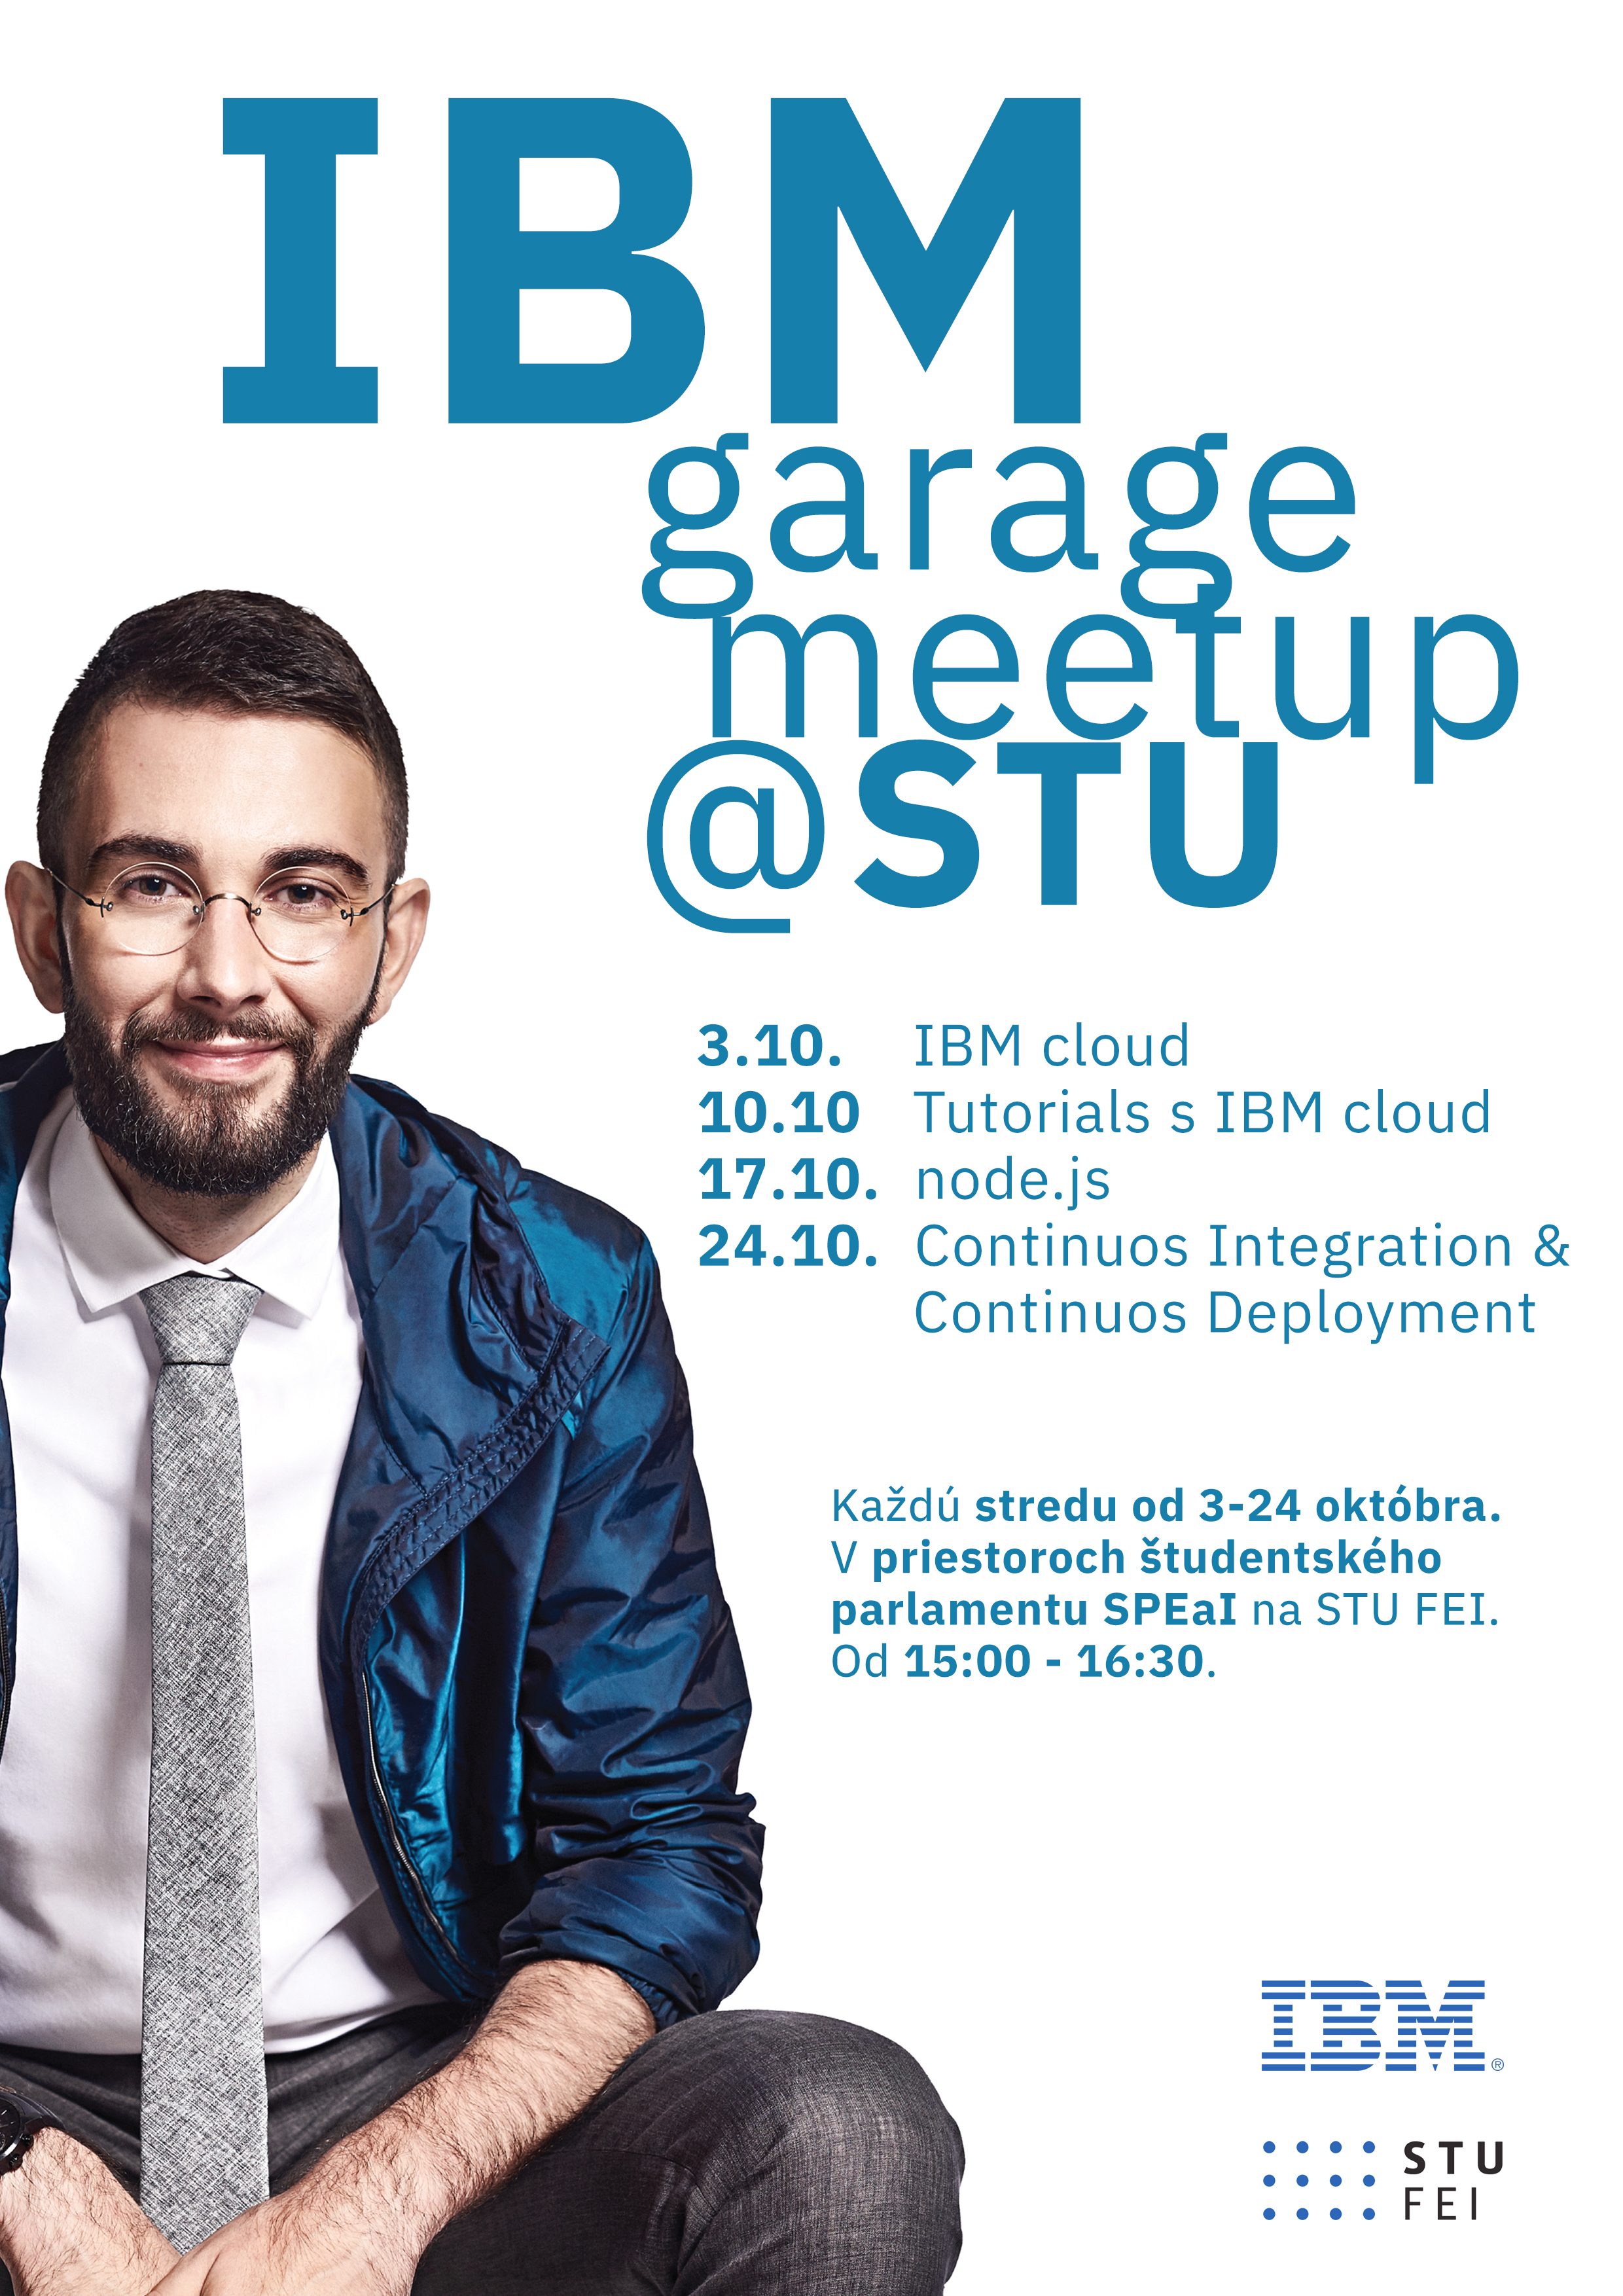 IBM
garage
meetup
@STU
3.10. IBM cloud
10.10 Tutorials s IBM cloud
17.10. node.js
24.10. Continuos Integration &
Continuos Deployment
Každú stredu od 3-24 októbra.
V priestoroch študentského
parlamentu SPEaI na STU FEI.
Od 15:00 - 16:30.
IBM®
STU
FEI